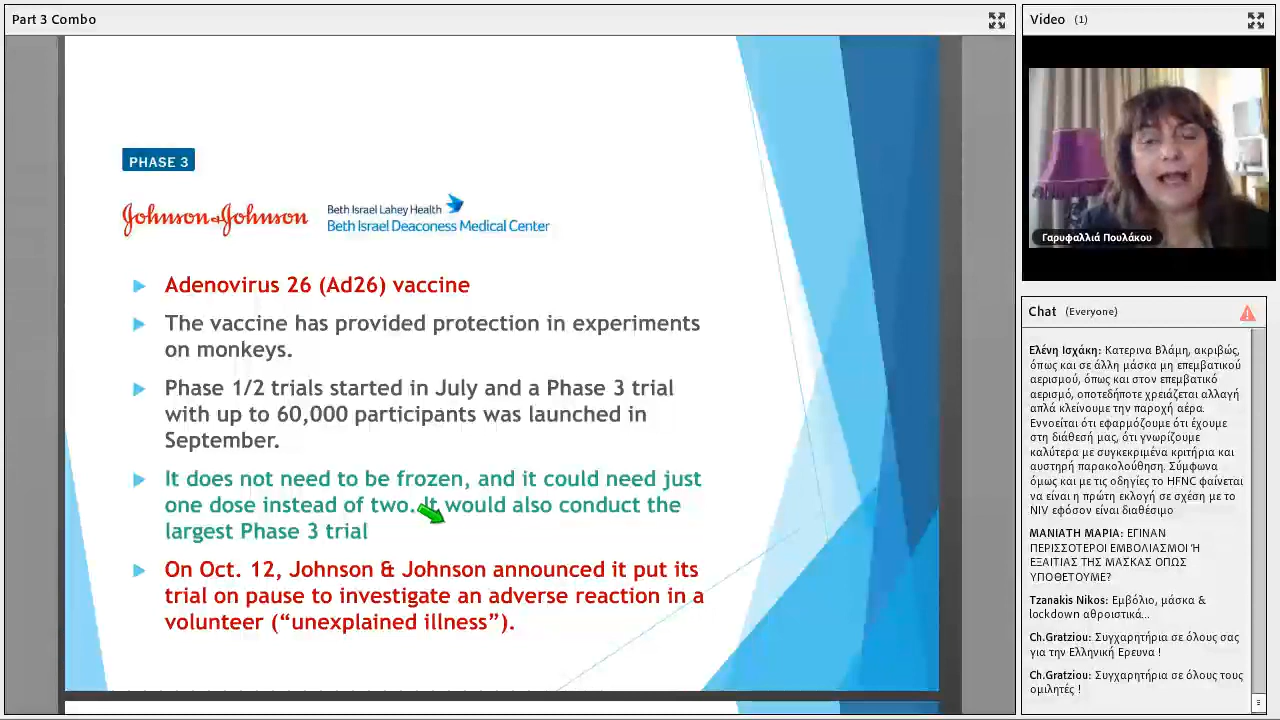 Part 3 Combo
PHASE 3
Johnson & Johnson
Beth Israel Lahey Health
Beth Israel Deaconess Medical Center
Adenovirus 26 (Ad26) vaccine
The vaccine has provided protection in experiments
on monkeys.
Phase 1/2 trials started in July and a Phase 3 trial
with up to 60,000 participants was launched in
September.
It does not need to be frozen, and it could need just
one dose instead of two. It would also conduct the
largest Phase 3 trial
On Oct. 12, Johnson & Johnson announced it put its
trial on pause to investigate an adverse reaction in a
volunteer (“unexplained illness”).
Video (1)
Γαρυφαλλιά Πουλάκου
Chat (Everyone)
Ελένη Ισχάκη: Κατερινα Βλάμη, ακριβώς,
όπως και σε άλλη μάσκα μη επεμβατικού
αερισμού, όπως και στον επεμβατικό
αερισμό, οποτεδήποτε χρειάζεται αλλαγή
απλά κλείνουμε την παροχή αέρα.
Εννοείται ότι εφαρμόζουμε ότι έχουμε
στη διάθεσή μας, ότι γνωρίζουμε
καλύτερα με συγκεκριμένα κριτήρια και
αυστηρή παρακολούθηση. Σύμφωνα
όμως και με τις οδηγίες το HFNC φαίνεται
να είναι η πρώτη εκλογή σε σχέση με το
NIV εφόσον είναι διαθέσιμο
ΜΑΝΙΑΤΗ ΜΑΡΙΑ: ΕΓΙΝΑΝ
ΠΕΡΙΣΣΟΤΕΡΟΙ ΕΜΒΟΛΙΑΣΜΟΙ Ή
ΕΞΑΙΤΙΑΣ ΤΗΣ ΜΑΣΚΑΣ ΟΠΩΣ
ΥΠΟΘΕΤΟΥΜΕ?
Tzanakis Nikos: Εμβόλιο, μάσκα &
lockdown αθροιστικά...
Ch.Gratziou: Συγχαρητήρια σε όλους σας
για την Ελληνική Ερευνα !
Ch.Gratziou: Συγχαρητήρια σε όλους τους
ομιλητές !